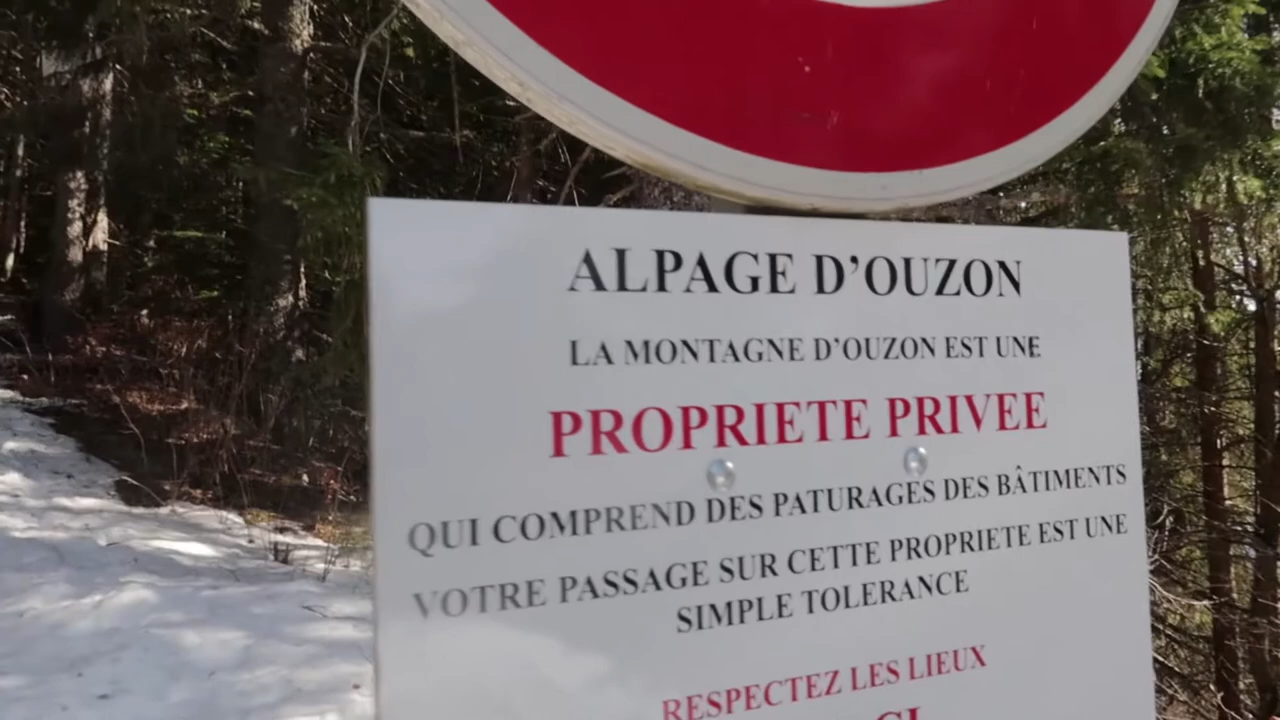 ALPAGE D'OUZON
LA MONTAGNE D'OUZON EST UNE
PROPRIETE PRIVEE
QUI COMPREND DES PATURAGES DES BÂTIMENTS
VOTRE PASSAGE SUR CETTE PROPRIETE EST UNE
SIMPLE TOLERANCE
RESPECTEZ LES LIEUX